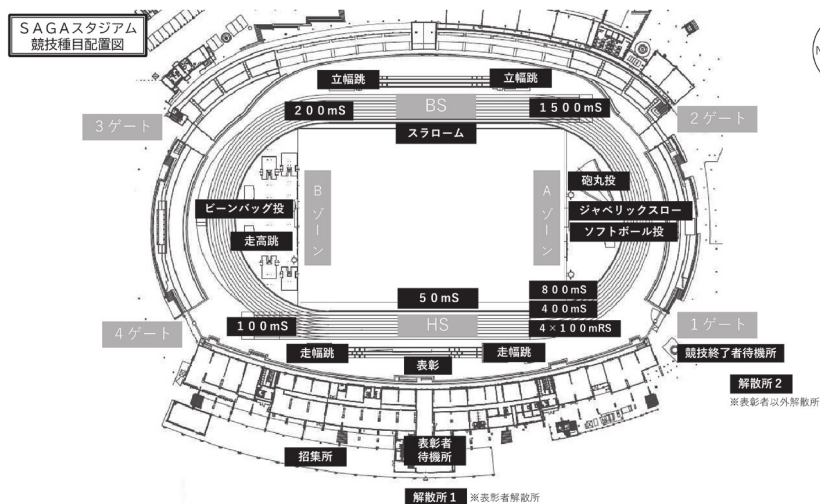 SAGAスタジアム
競技種目配置図
N
立幅跳
立幅跳
200mS
BS
1500mS
スラローム
3ゲート
2ゲート
砲丸投
ビーンバッグ投
Bゾーン
Aゾーン
ジャベリックスロー
走高跳
ソフトボール投
50mS
800mS
400mS
100mS
HS
4×100mRS
4ゲート
1ゲート
走幅跳
走幅跳
表彰
競技終了者待機所
解散所2
※表彰者以外解散所
招集所
表彰者
待機所
解散所1 ※表彰者解散所